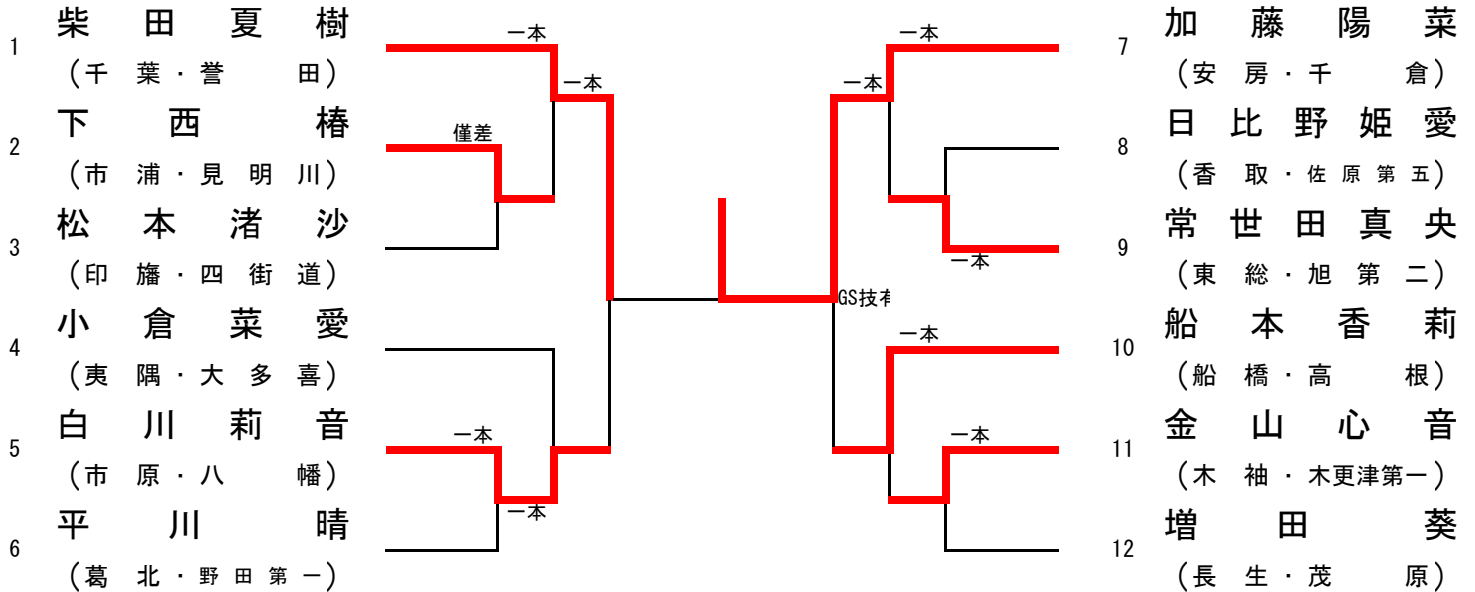 1 柴田夏樹
(千葉・誉田)
2 下西椿
(市浦・見明川)
3 松本渚沙
(印旛・四街道)
4 小倉菜愛
(夷隅・大多喜)
5 白川莉音
(市原・八幡)
6 平川晴
(葛北・野田第一)
一本
一本
僅差
一本
一本
一本
一本
一本
GS技有
一本
一本
7 加藤陽菜
(安房・千倉)
8 日比野姫愛
(香取・佐原第五)
9 常世田真央
(東総・旭第二)
10 船本香莉
(船橋・高根)
11 金山心音
(木袖・木更津第一)
12 増田葵
(長生・茂原)